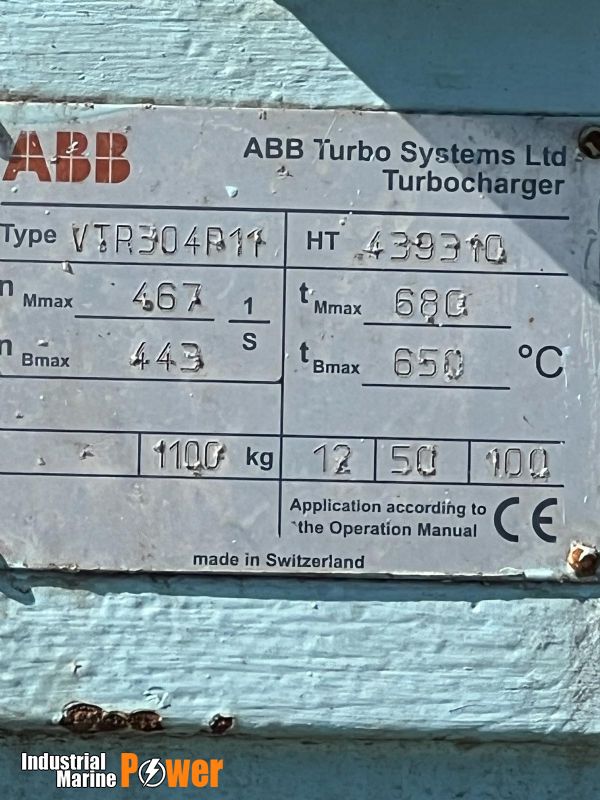 ABB
ABB Turbo Systems Ltd
Turbocharger
Type VTR304P11 HT 439310
n Mmax 467 1/S t Mmax 680
n Bmax 443 t Bmax 650 °C
1100 kg 12 50 100
Application according to
the Operation Manual CE
made in Switzerland
Industrial
Marine Power